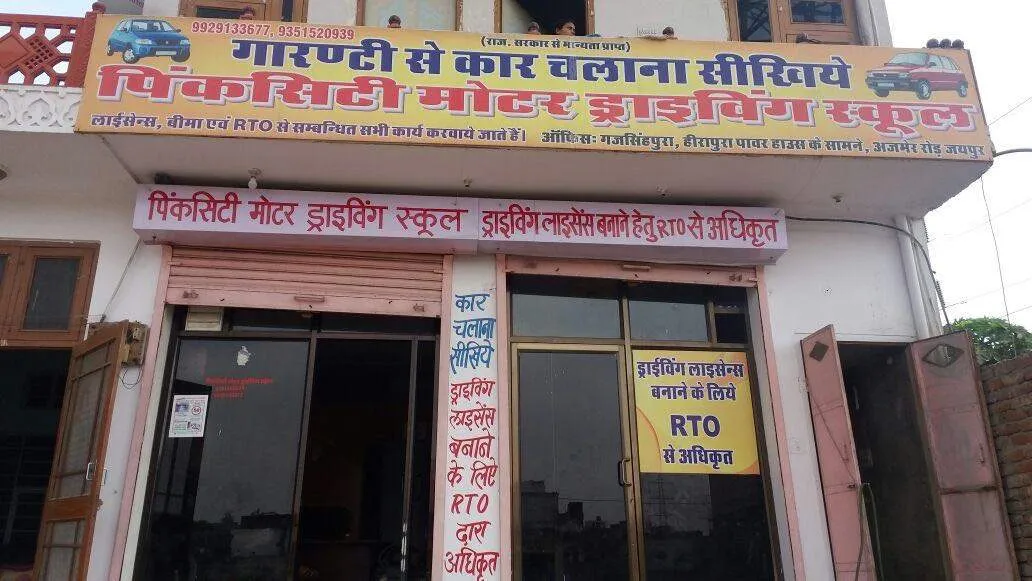 9929133677, 9351520939
(राज. सरकार से मान्यता प्राप्त)
गारण्टी से कार चलाना सीखिये
पिंकसिटी मोटर ड्राइविंग स्कूल
लाईसेन्स, बीमा एवं RTO से सम्बन्धित सभी कार्य करवाये जाते हैं। ऑफिस: गजसिंहपुरा, हीरापुरा पावर हाउस के सामने, अजमेर रोड़ जयपुर
पिंकसिटी मोटर ड्राइविंग स्कूल
ड्राइविंग लाइसेंस बनाने हेतु RTO से अधिकृत
कार
चलाना
सीखिये
ड्राइविंग
लाइसेंस
बनाने
के लिए
RTO
द्वारा
अधिकृत
ड्राईविंग लाइसेन्स
बनाने के लिये
RTO
से अधिकृत